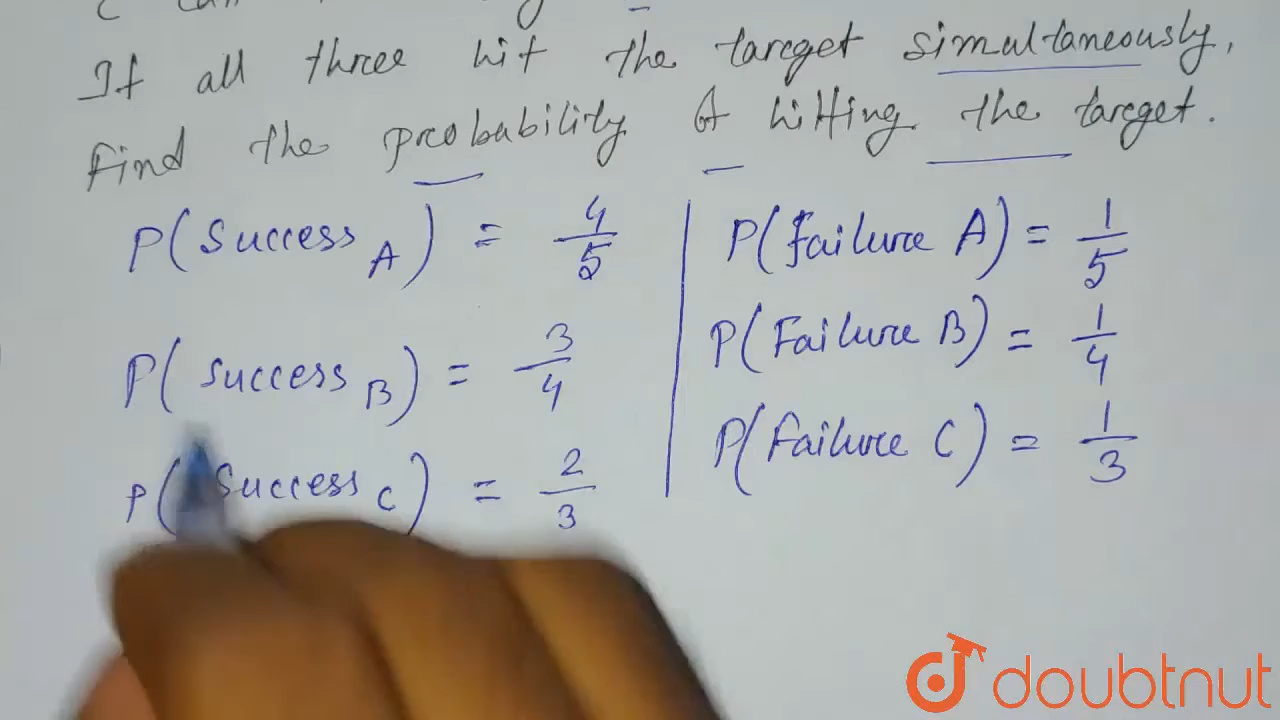 If all three hit the target simultaneously,
Find the probability of hitting the target.
P(Success A) = 4/5
P(Failure A) = 1/5
P(Success B) = 3/4
P(Failure B) = 1/4
P(Success C) = 2/3
P(Failure C) = 1/3
doubtnut